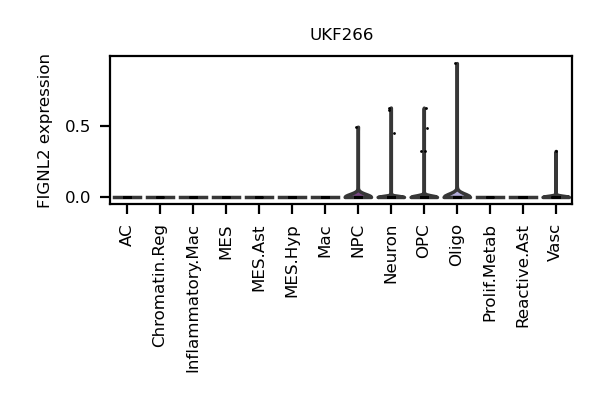 UKF266
FIGNL2 expression
0.5
0.0
AC
Chromatin.Reg
Inflammatory.Mac
MES
MES.Ast
MES.Hyp
Mac
NPC
Neuron
OPC
Oligo
Prolif.Metab
Reactive.Ast
Vasc